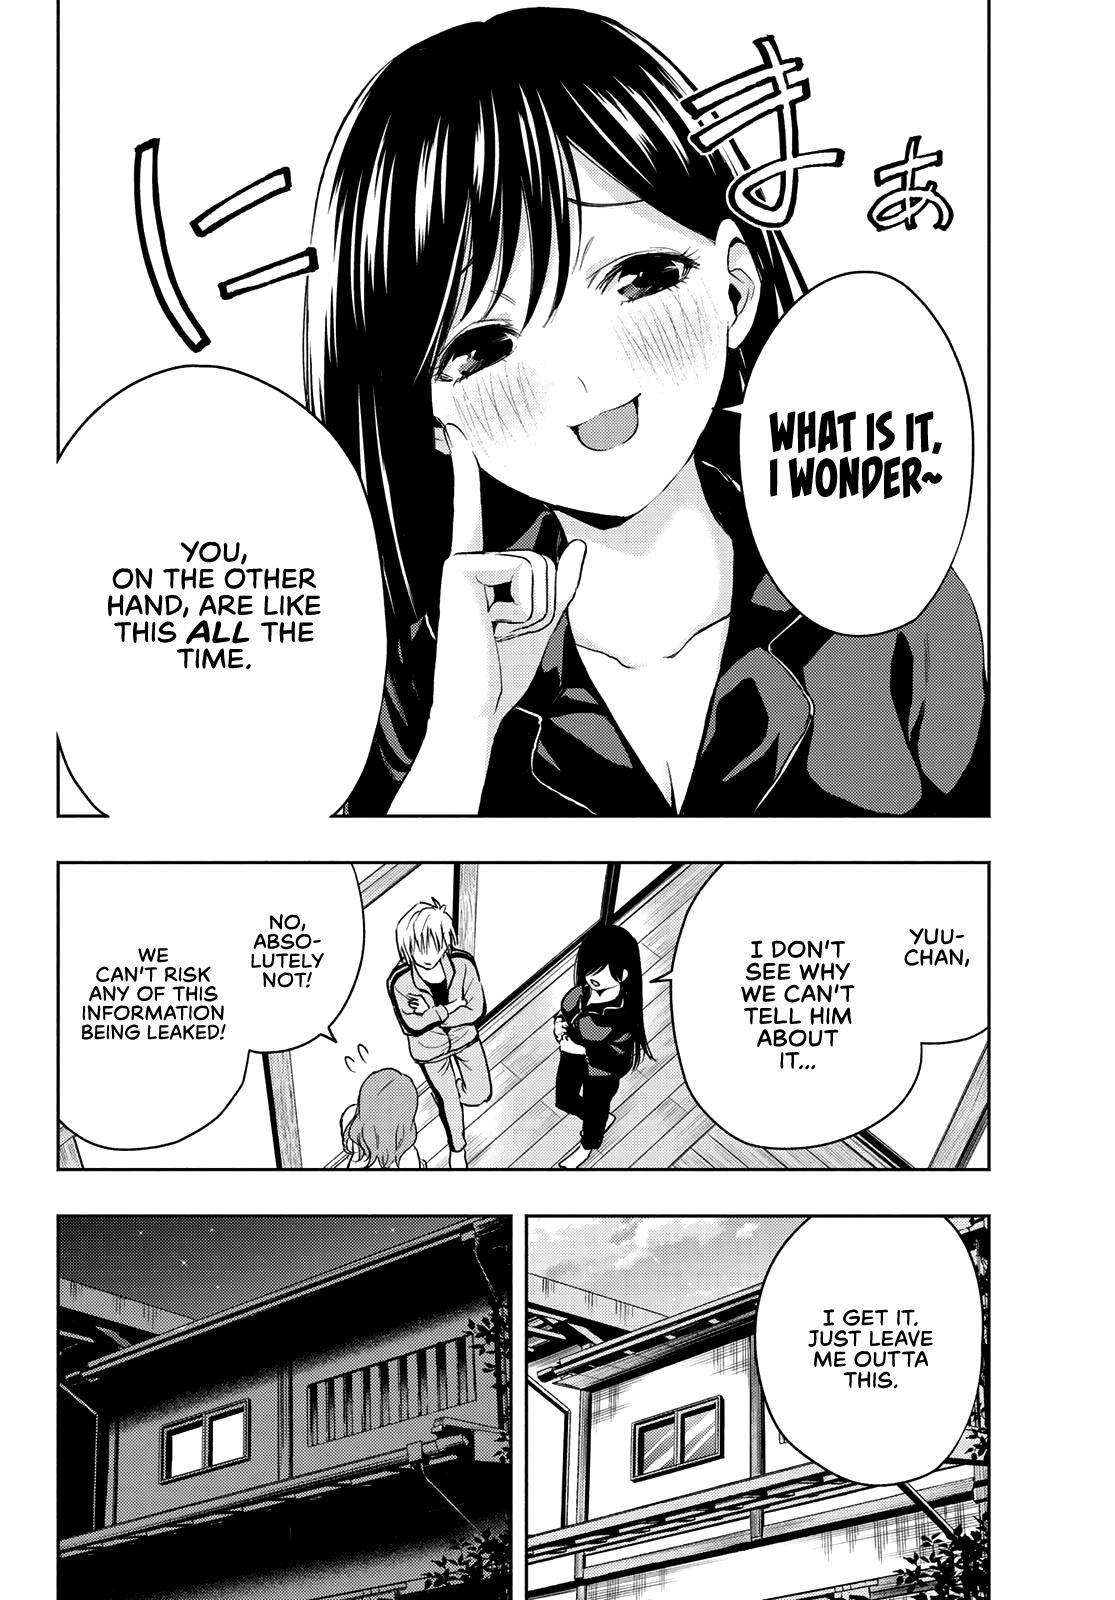 まぁ
WHAT IS IT,
I WONDER~
にこ
YOU,
ON THE OTHER
HAND, ARE LIKE
THIS ALL THE
TIME.
YUU-
CHAN,
I DON'T
SEE WHY
WE CAN'T
TELL HIM
ABOUT
IT...
NO,
ABSO-
LUTELY
NOT!
WE
CAN'T RISK
ANY OF THIS
INFORMATION
BEING LEAKED!
I GET IT.
JUST LEAVE
ME OUTTA
THIS.